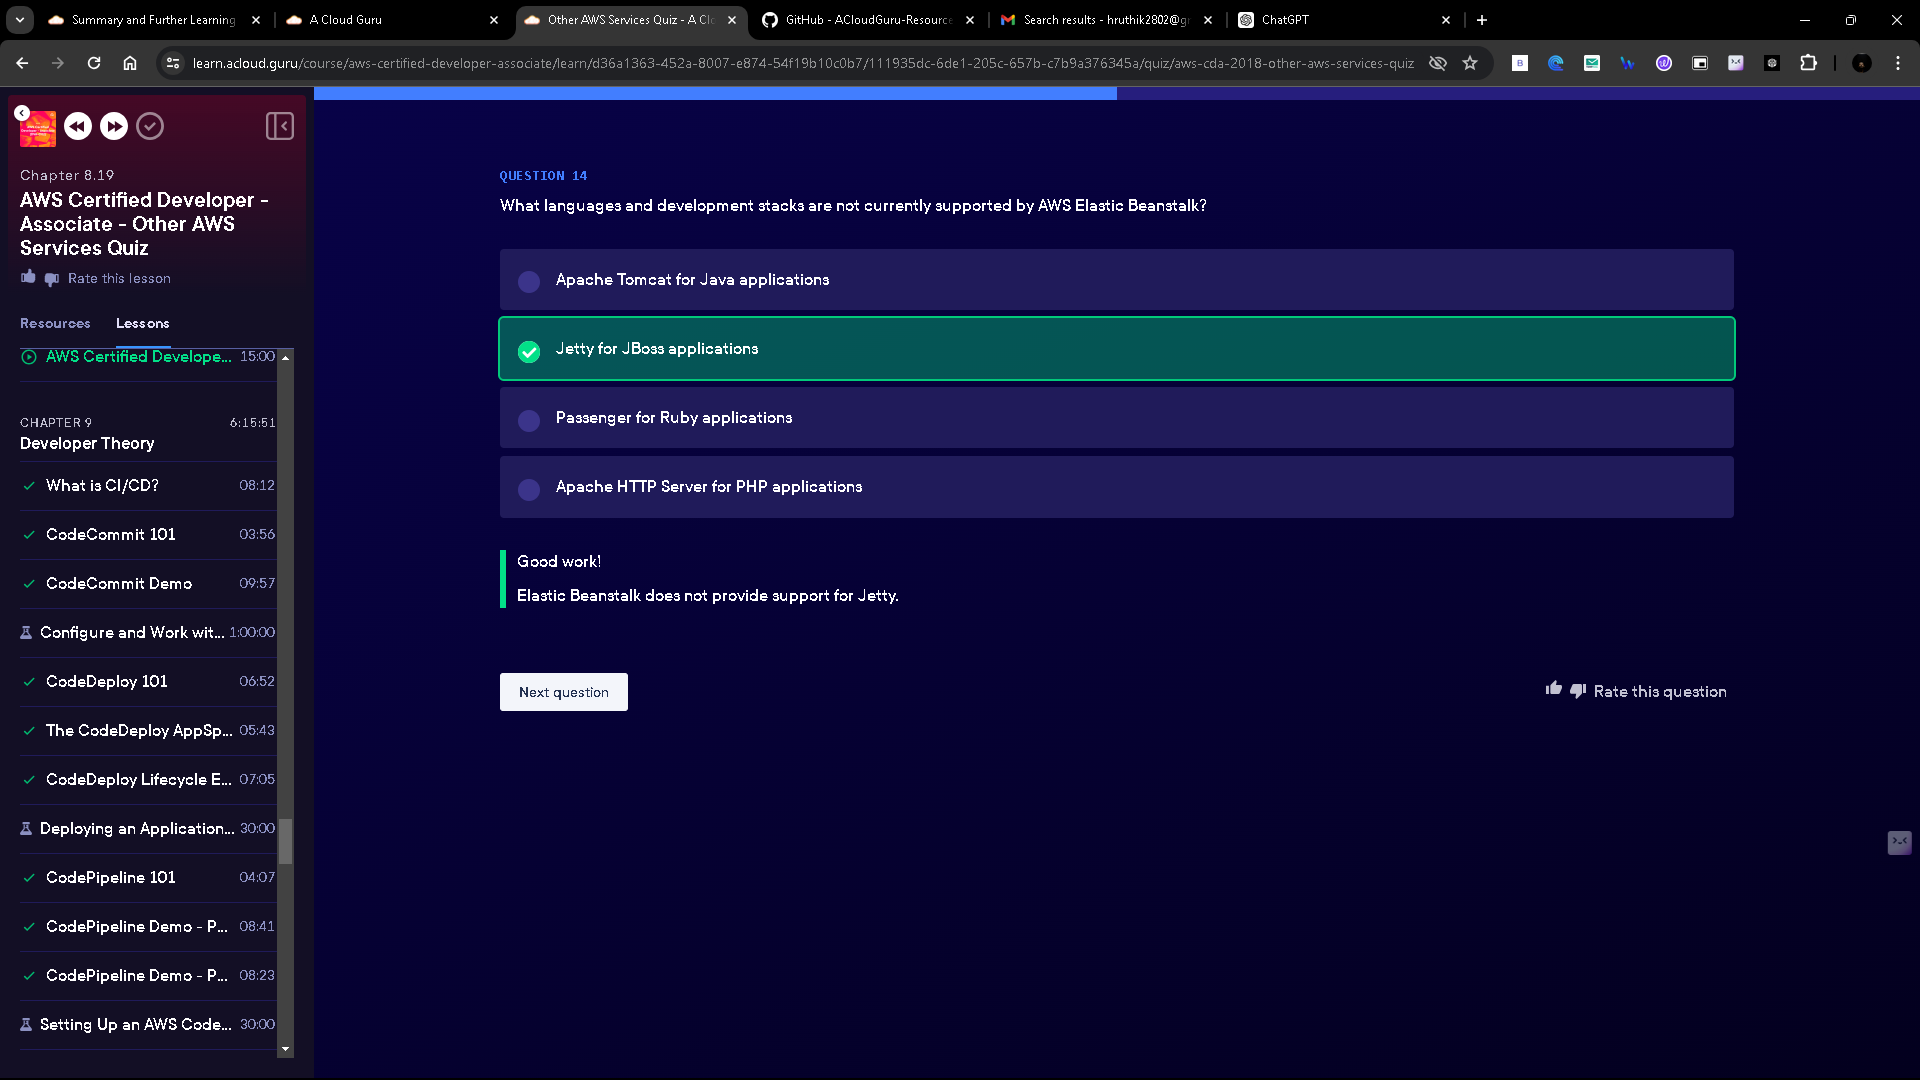 Summary and Further Learning
A Cloud Guru
Other AWS Services Quiz - A Clo
GitHub - ACloudGuru-Resource
Search results - hruthik2802@gr
ChatGPT
learn.acloud.guru/course/aws-certified-developer-associate/learn/d36a1363-452a-8007-e874-54f19b10c0b7/111935dc-6de1-205c-657b-c7b9a376345a/quiz/aws-cda-2018-other-aws-services-quiz
Chapter 8.19
AWS Certified Developer -
Associate - Other AWS
Services Quiz
Rate this lesson
Resources
Lessons
AWS Certified Develope... 15:00
CHAPTER 9 6:15:51
Developer Theory
What is CI/CD? 08:12
CodeCommit 101 03:56
CodeCommit Demo 09:57
Configure and Work wit... 1:00:00
CodeDeploy 101 06:52
The CodeDeploy AppSp... 05:43
CodeDeploy Lifecycle E... 07:05
Deploying an Application... 30:00
CodePipeline 101 04:07
CodePipeline Demo - P... 08:41
CodePipeline Demo - P... 08:23
Setting Up an AWS Code... 30:00
QUESTION 14
What languages and development stacks are not currently supported by AWS Elastic Beanstalk?
Apache Tomcat for Java applications
Jetty for JBoss applications
Passenger for Ruby applications
Apache HTTP Server for PHP applications
Good work!
Elastic Beanstalk does not provide support for Jetty.
Next question
Rate this question